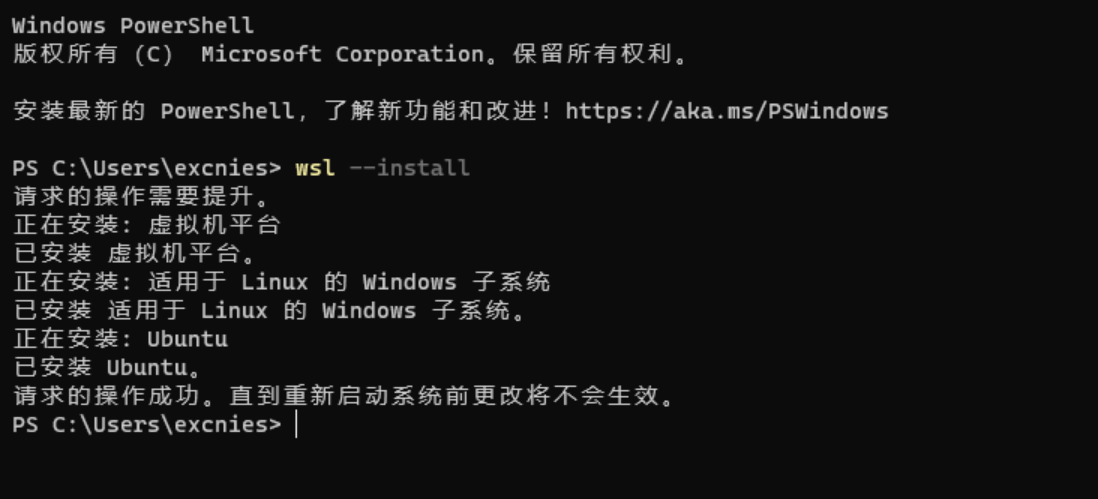 Windows PowerShell
版权所有 (C)  Microsoft Corporation。保留所有权利。
安装最新的 PowerShell，了解新功能和改进！https://aka.ms/PSWindows
PS C:\Users\excnies> wsl --install
请求的操作需要提升。
正在安装: 虚拟机平台
已安装 虚拟机平台。
正在安装: 适用于 Linux 的 Windows 子系统
已安装 适用于 Linux 的 Windows 子系统。
正在安装: Ubuntu
已安装 Ubuntu。
请求的操作成功。直到重新启动系统前更改将不会生效。
PS C:\Users\excnies>